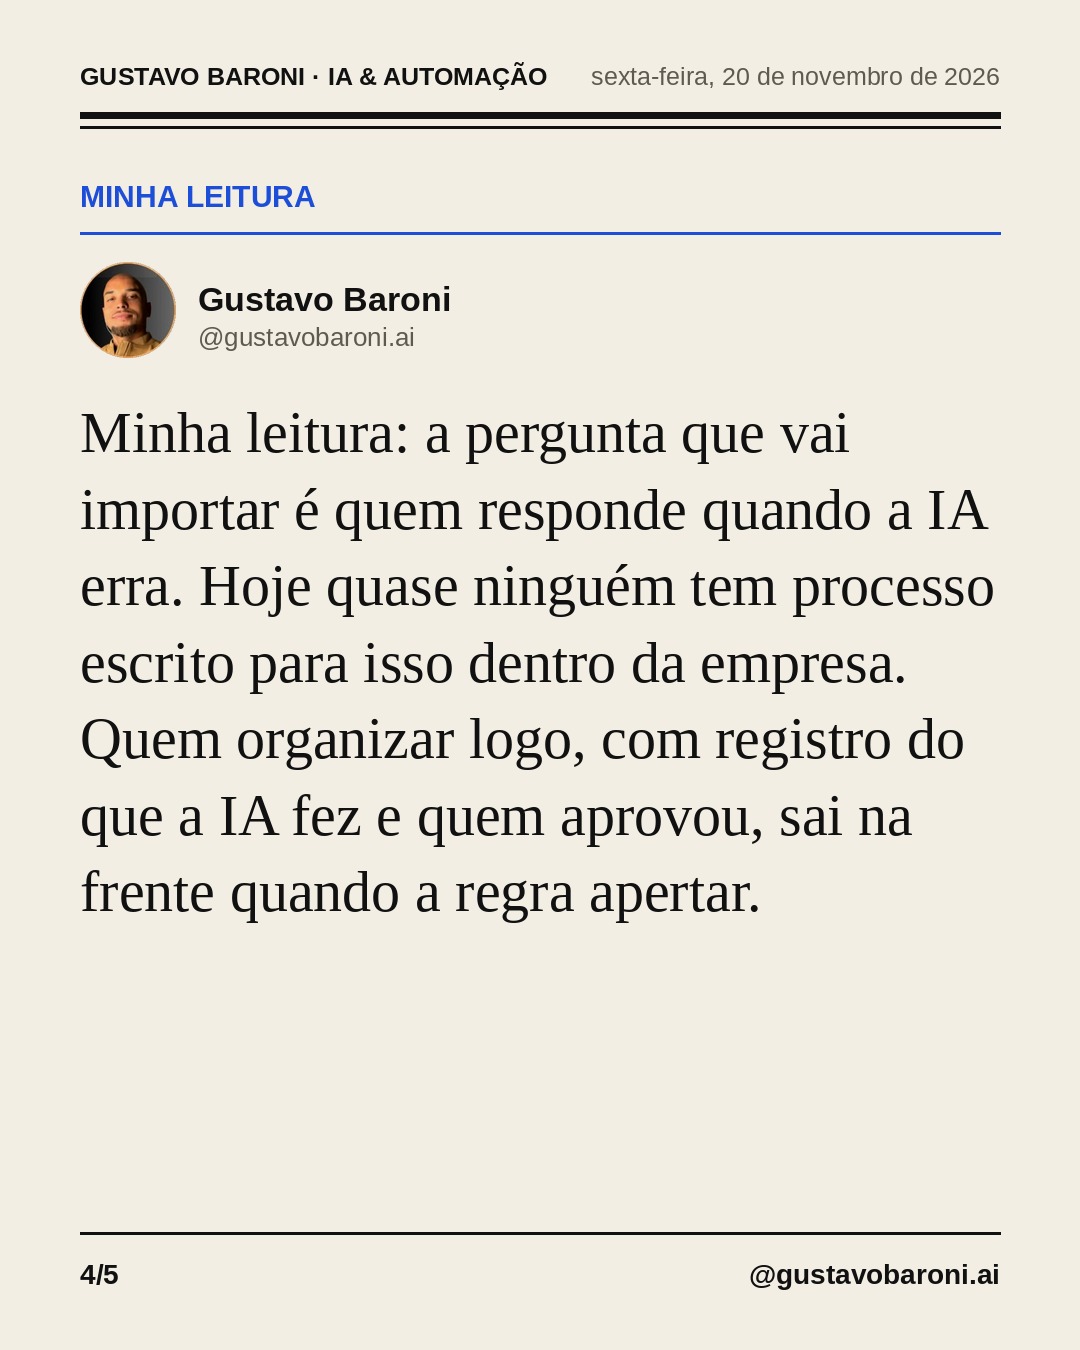 GUSTAVO BARONI · IA & AUTOMAÇÃO
sexta-feira, 20 de novembro de 2026
MINHA LEITURA
Gustavo Baroni
@gustavobaroni.ai
Minha leitura: a pergunta que vai
importar é quem responde quando a IA
erra. Hoje quase ninguém tem processo
escrito para isso dentro da empresa.
Quem organizar logo, com registro do
que a IA fez e quem aprovou, sai na
frente quando a regra apertar.
4/5
@gustavobaroni.ai